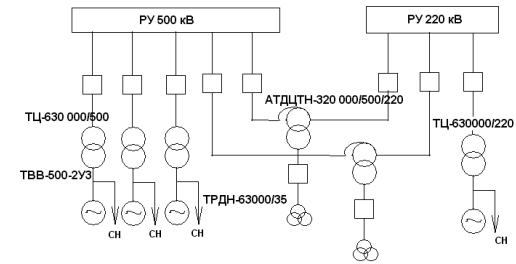 РУ 500 кВ
РУ 220 кВ
АТДЦТН-320 000/500/220
ТЦ-630 000/500
ТЦ-630000/220
ТВВ-500-2УЗ
ТРДН-63000/35
СН
СН
СН
СН